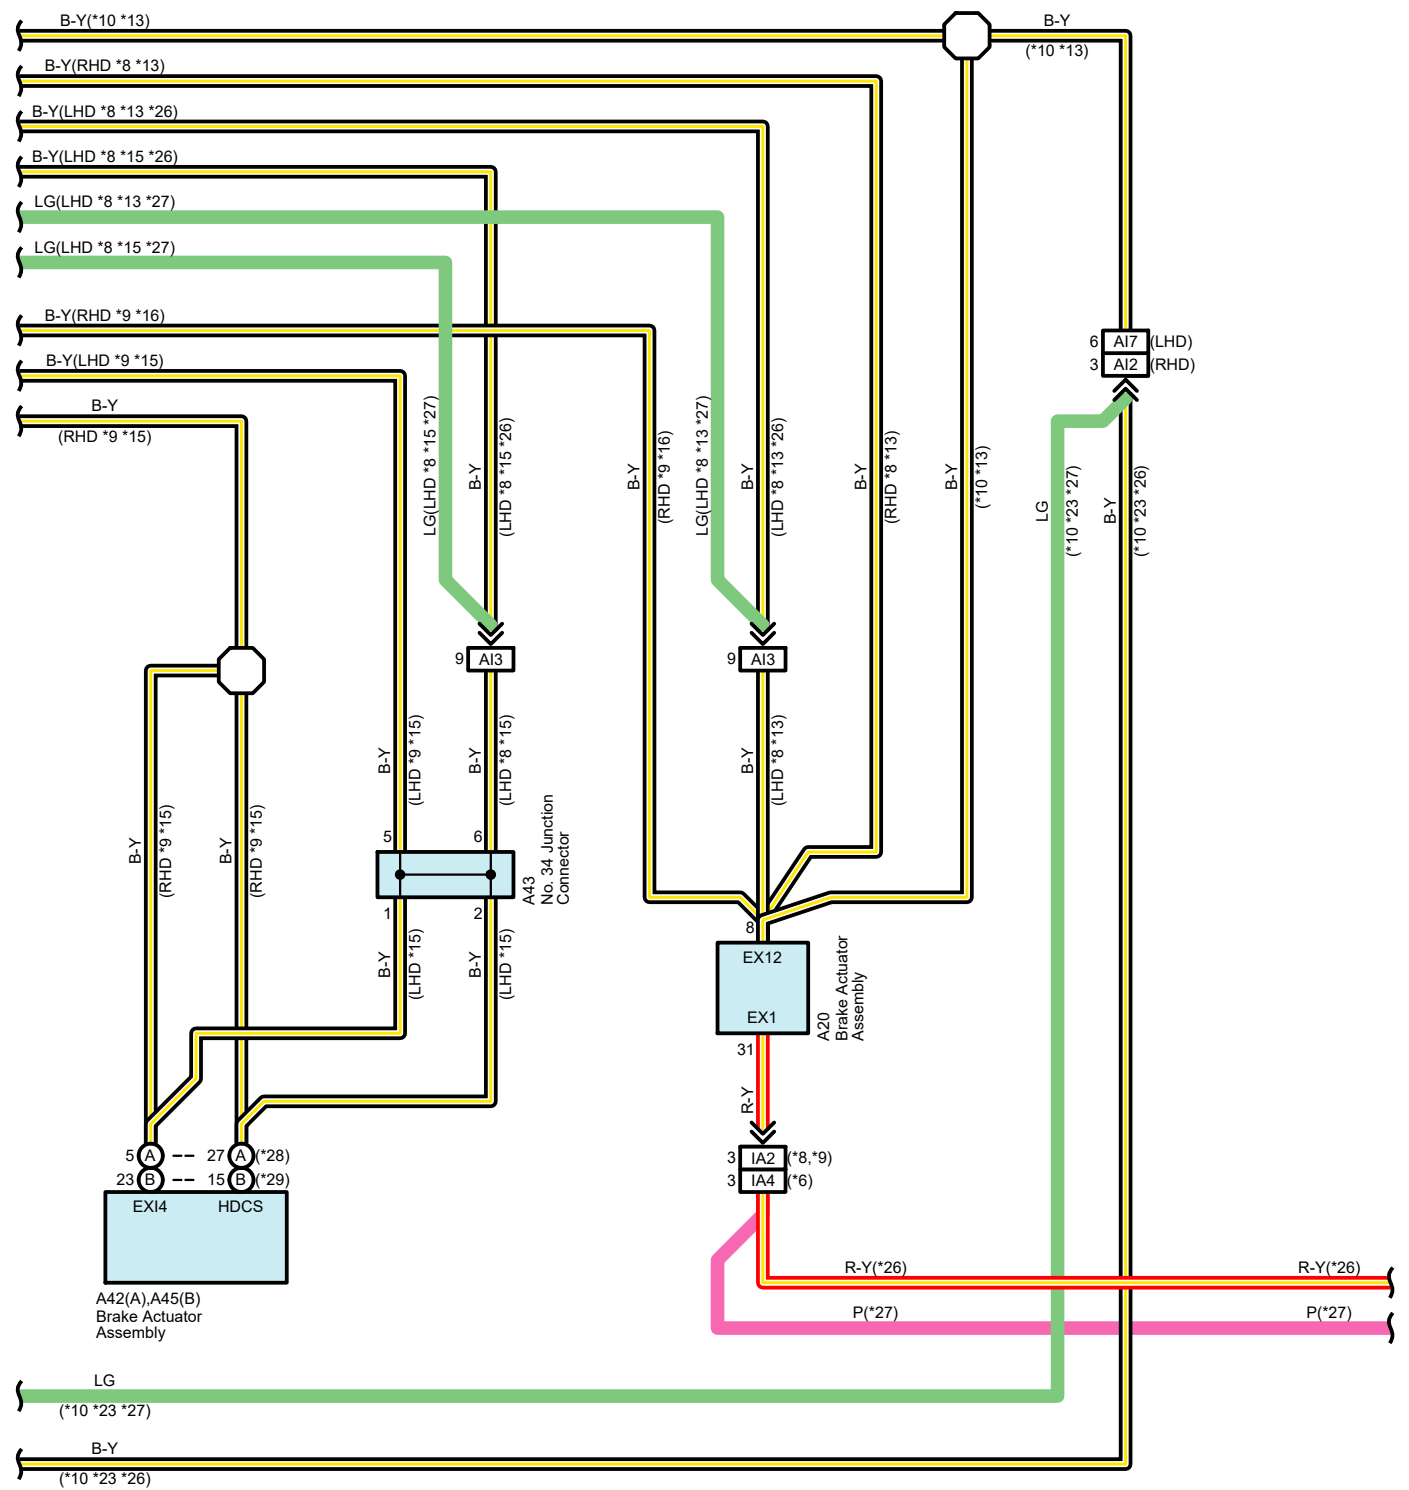 B-Y(*10 *13)
B-Y
(*10 *13)
B-Y(RHD *8 *13)
B-Y(LHD *8 *13 *26)
B-Y(LHD *8 *15 *26)
LG(LHD *8 *13 *27)
LG(LHD *8 *15 *27)
B-Y(RHD *9 *16)
B-Y(LHD *9 *15)
B-Y
(RHD *9 *15)
6 AI7 (LHD)
3 AI2 (RHD)
LG(LHD *8 *15 *27)
B-Y
(LHD *8 *15 *26)
B-Y
(RHD *9 *16)
LG(LHD *8 *13 *27)
B-Y
(LHD *8 *13 *26)
B-Y
(RHD *8 *13)
B-Y
(*10 *13)
LG
(*10 *23 *27)
B-Y
(*10 *23 *26)
9 AI3
9 AI3
B-Y
(LHD *9 *15)
B-Y
(LHD *8 *15)
B-Y
(LHD *8 *13)
B-Y
(RHD *9 *15)
B-Y
(RHD *9 *15)
5
6
A43
No. 34 Junction
Connector
1
2
B-Y
(LHD *15)
B-Y
(LHD *15)
8
EX12
EX1
A20
Brake Actuator
Assembly
31
R-Y
3 IA2 (*8,*9)
3 IA4 (*6)
5 A -- 27 A (*28)
23 B -- 15 B (*29)
EXI4
HDCS
A42(A),A45(B)
Brake Actuator
Assembly
R-Y(*26)
R-Y(*26)
P(*27)
P(*27)
LG
(*10 *23 *27)
B-Y
(*10 *23 *26)